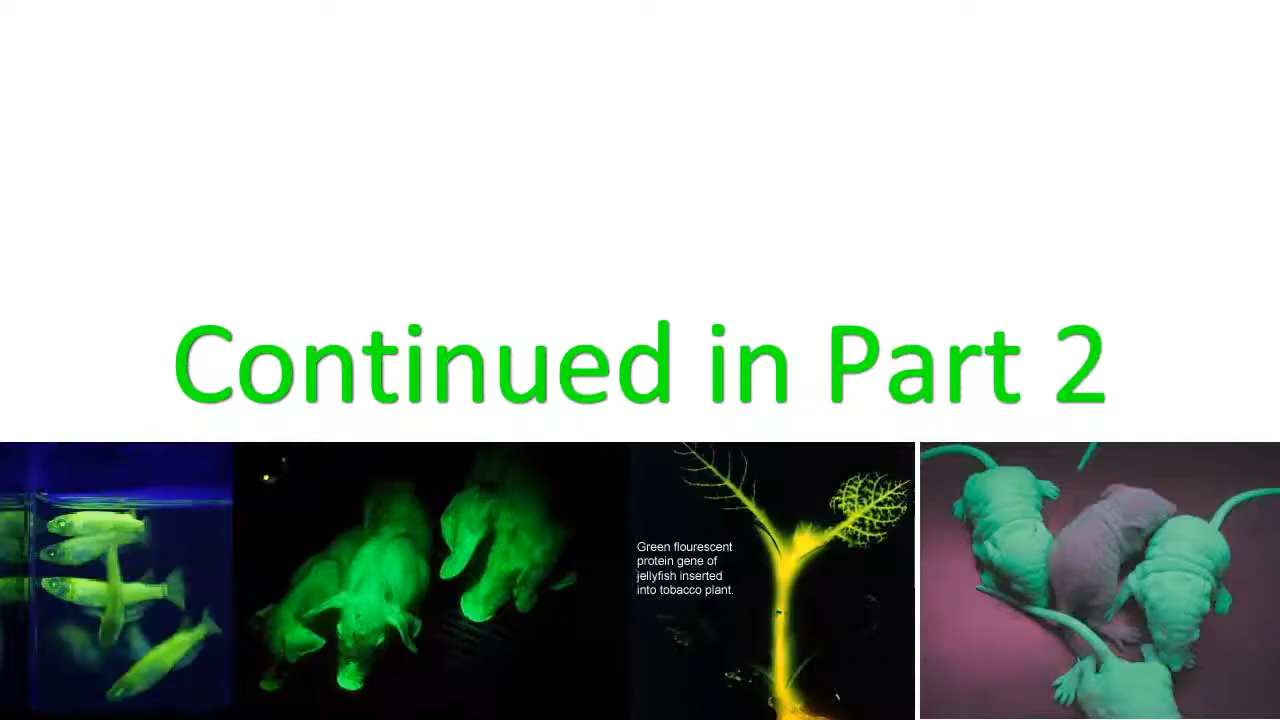 Continued in Part 2
Green flourescent
protein gene of
jellyfish inserted
into tobacco plant.